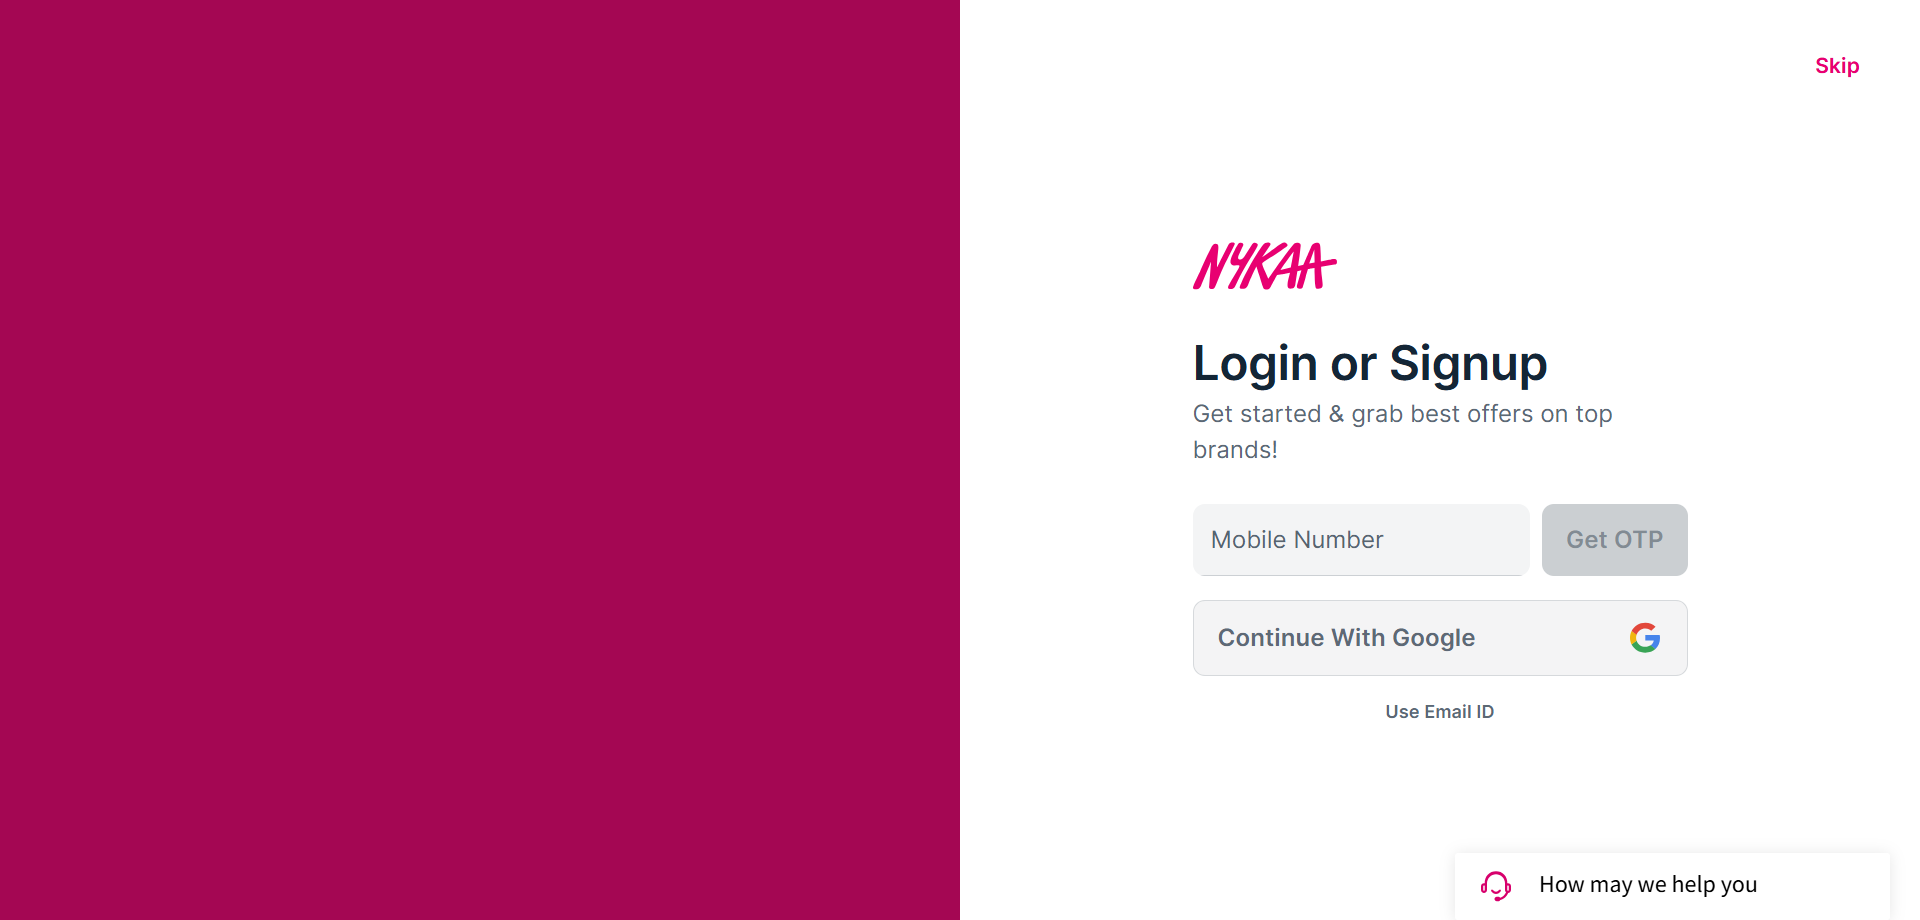 Skip
NYKAA
Login or Signup
Get started & grab best offers on top
brands!
Mobile Number
Get OTP
Continue With Google
Use Email ID
How may we help you